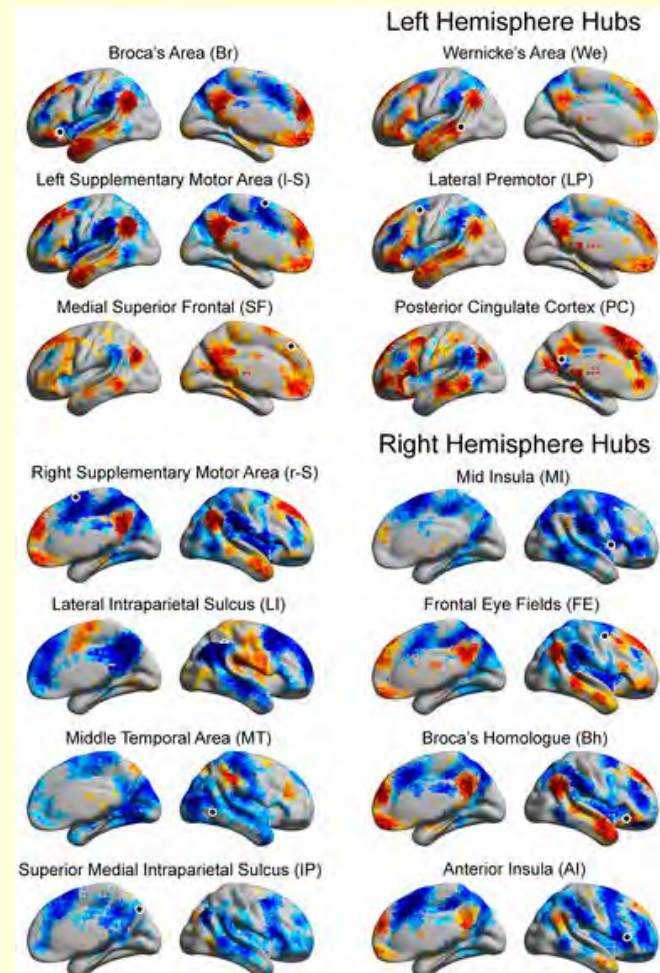 Left Hemisphere Hubs
Broca's Area (Br)
Wernicke's Area (We)
Left Supplementary Motor Area (l-S)
Lateral Premotor (LP)
Medial Superior Frontal (SF)
Posterior Cingulate Cortex (PC)
Right Hemisphere Hubs
Right Supplementary Motor Area (r-S)
Mid Insula (MI)
Lateral Intraparietal Sulcus (LI)
Frontal Eye Fields (FE)
Middle Temporal Area (MT)
Broca's Homologue (Bh)
Superior Medial Intraparietal Sulcus (IP)
Anterior Insula (AI)